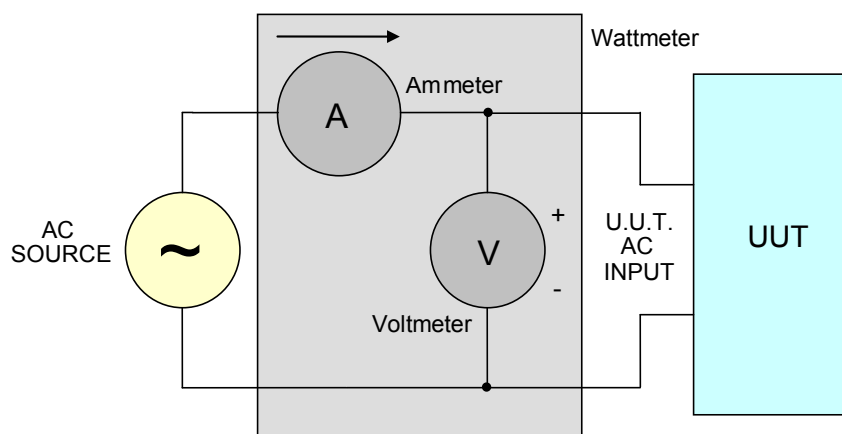 Wattmeter
Ammeter
A
AC
SOURCE
~
+
V
-
Voltmeter
U.U.T.
AC
INPUT
UUT